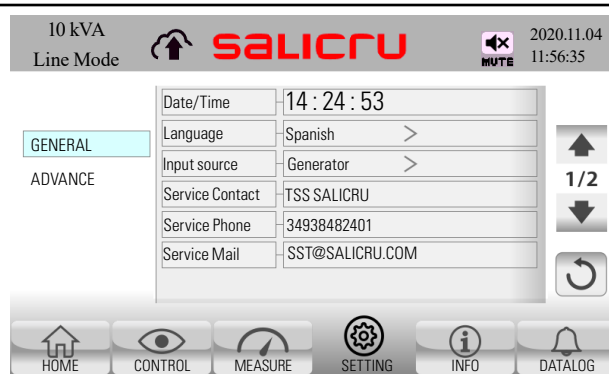 10 kVA
Line Mode
salicru
MUTE
2020.11.04
11:56:35
GENERAL
ADVANCE
Date/Time 14 : 24 : 53
Language Spanish >
Input source Generator >
Service Contact TSS SALICRU
Service Phone 34938482401
Service Mail SST@SALICRU.COM
1/2
HOME CONTROL MEASURE SETTING INFO DATALOG